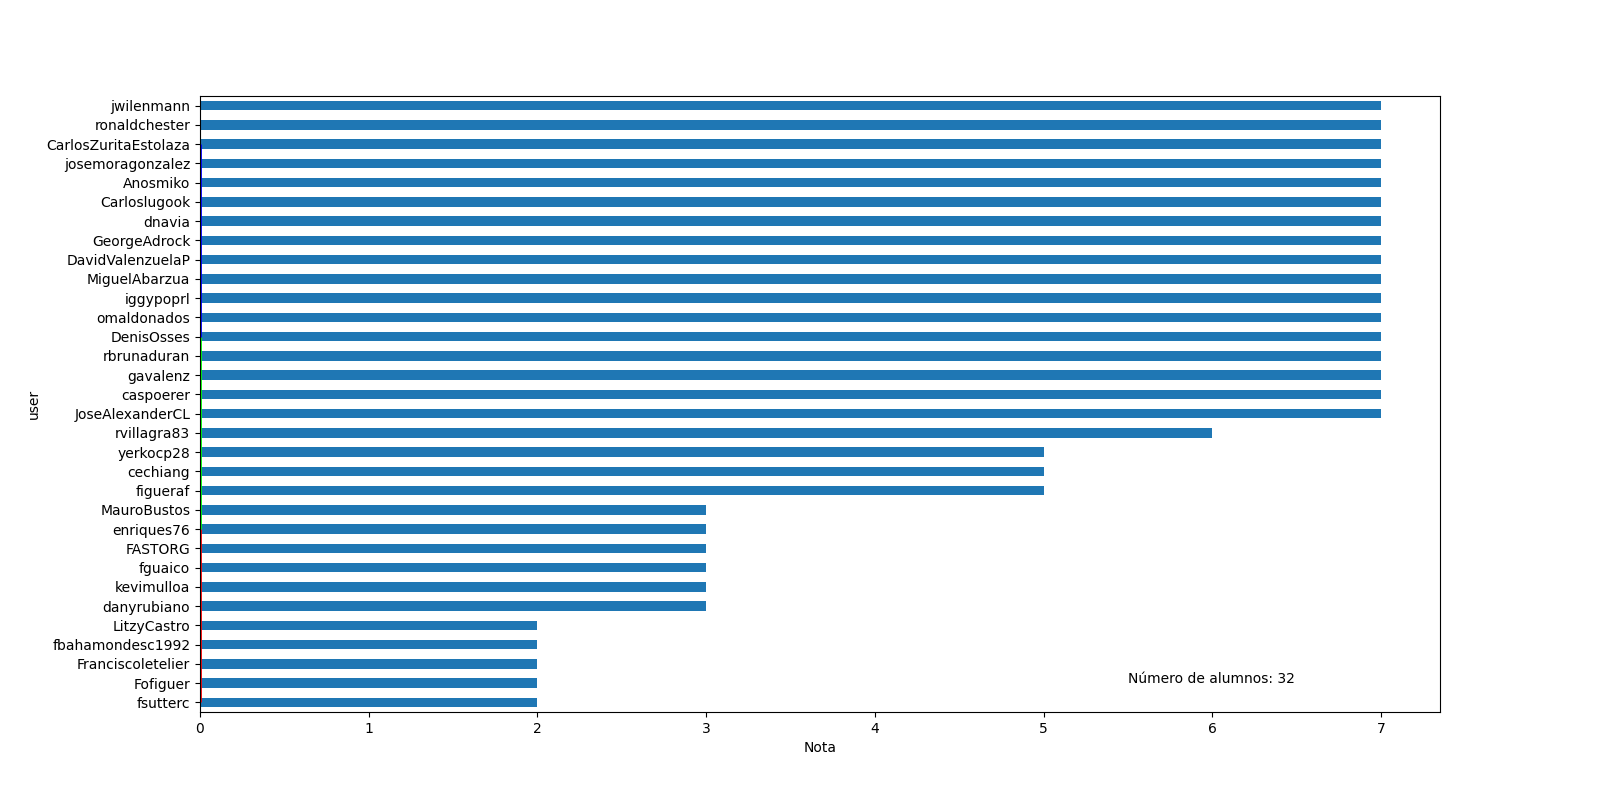 jwilenmann
ronaldchester
CarlosZuritaEstolaza
josemoragonzalez
Anosmiko
Carloslugook
dnavia
GeorgeAdrock
DavidValenzuelaP
MiguelAbarzua
iggypoprl
omaldonados
DenisOsses
rbrunaduran
gavalenz
caspoerer
JoseAlexanderCL
rvillagra83
yerkocp28
cechiang
figueraf
MauroBustos
enriques76
FASTORG
fguaico
kevimulloa
danyrubiano
LitzyCastro
fbahamondesc1992
Franciscoletelier
Fofiguer
fsutterc
user
Número de alumnos: 32
0 1 2 3 4 5 6 7
Nota